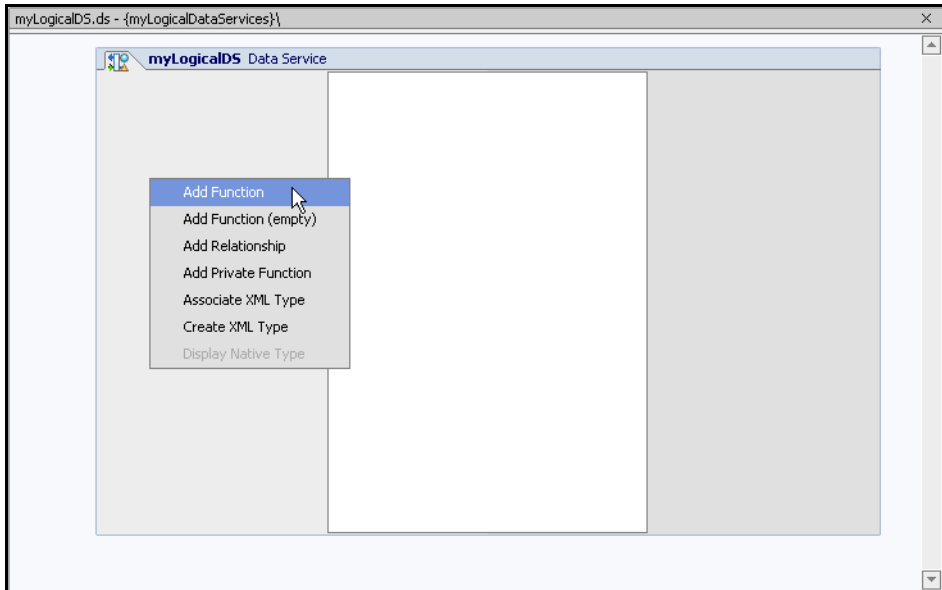 myLogicalDS.ds - {myLogicalDataServices}\
myLogicalDS Data Service
Add Function
Add Function (empty)
Add Relationship
Add Private Function
Associate XML Type
Create XML Type
Display Native Type